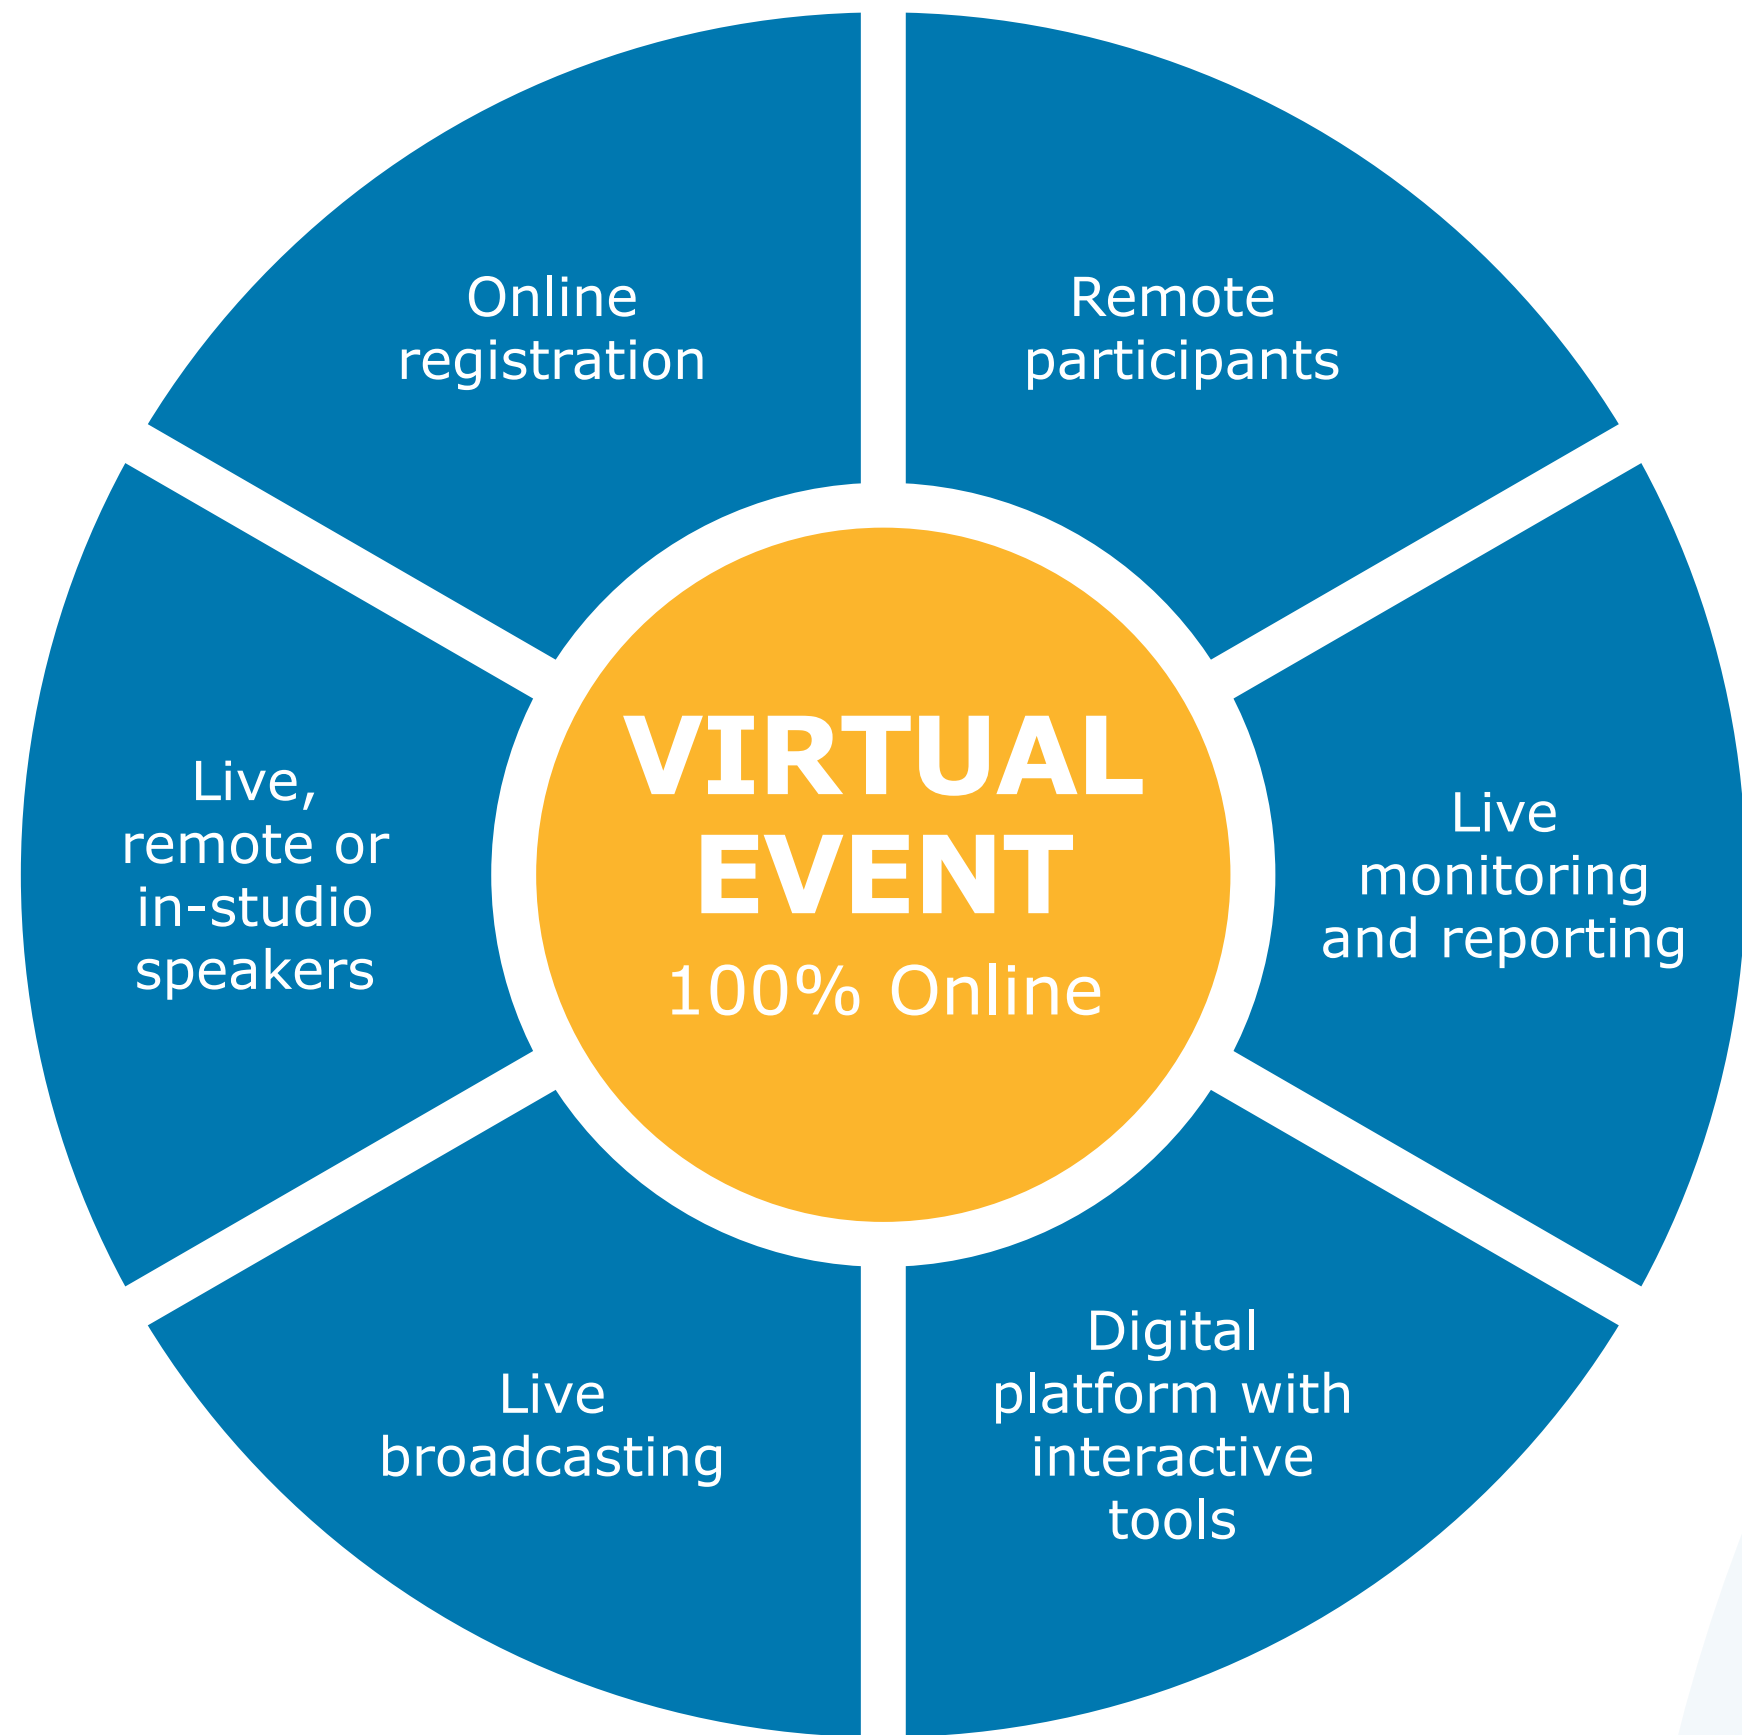 Online
registration
Remote
participants
Live,
remote or
in-studio
speakers
VIRTUAL
EVENT
100% Online
Live
monitoring
and reporting
Live
broadcasting
Digital
platform with
interactive
tools